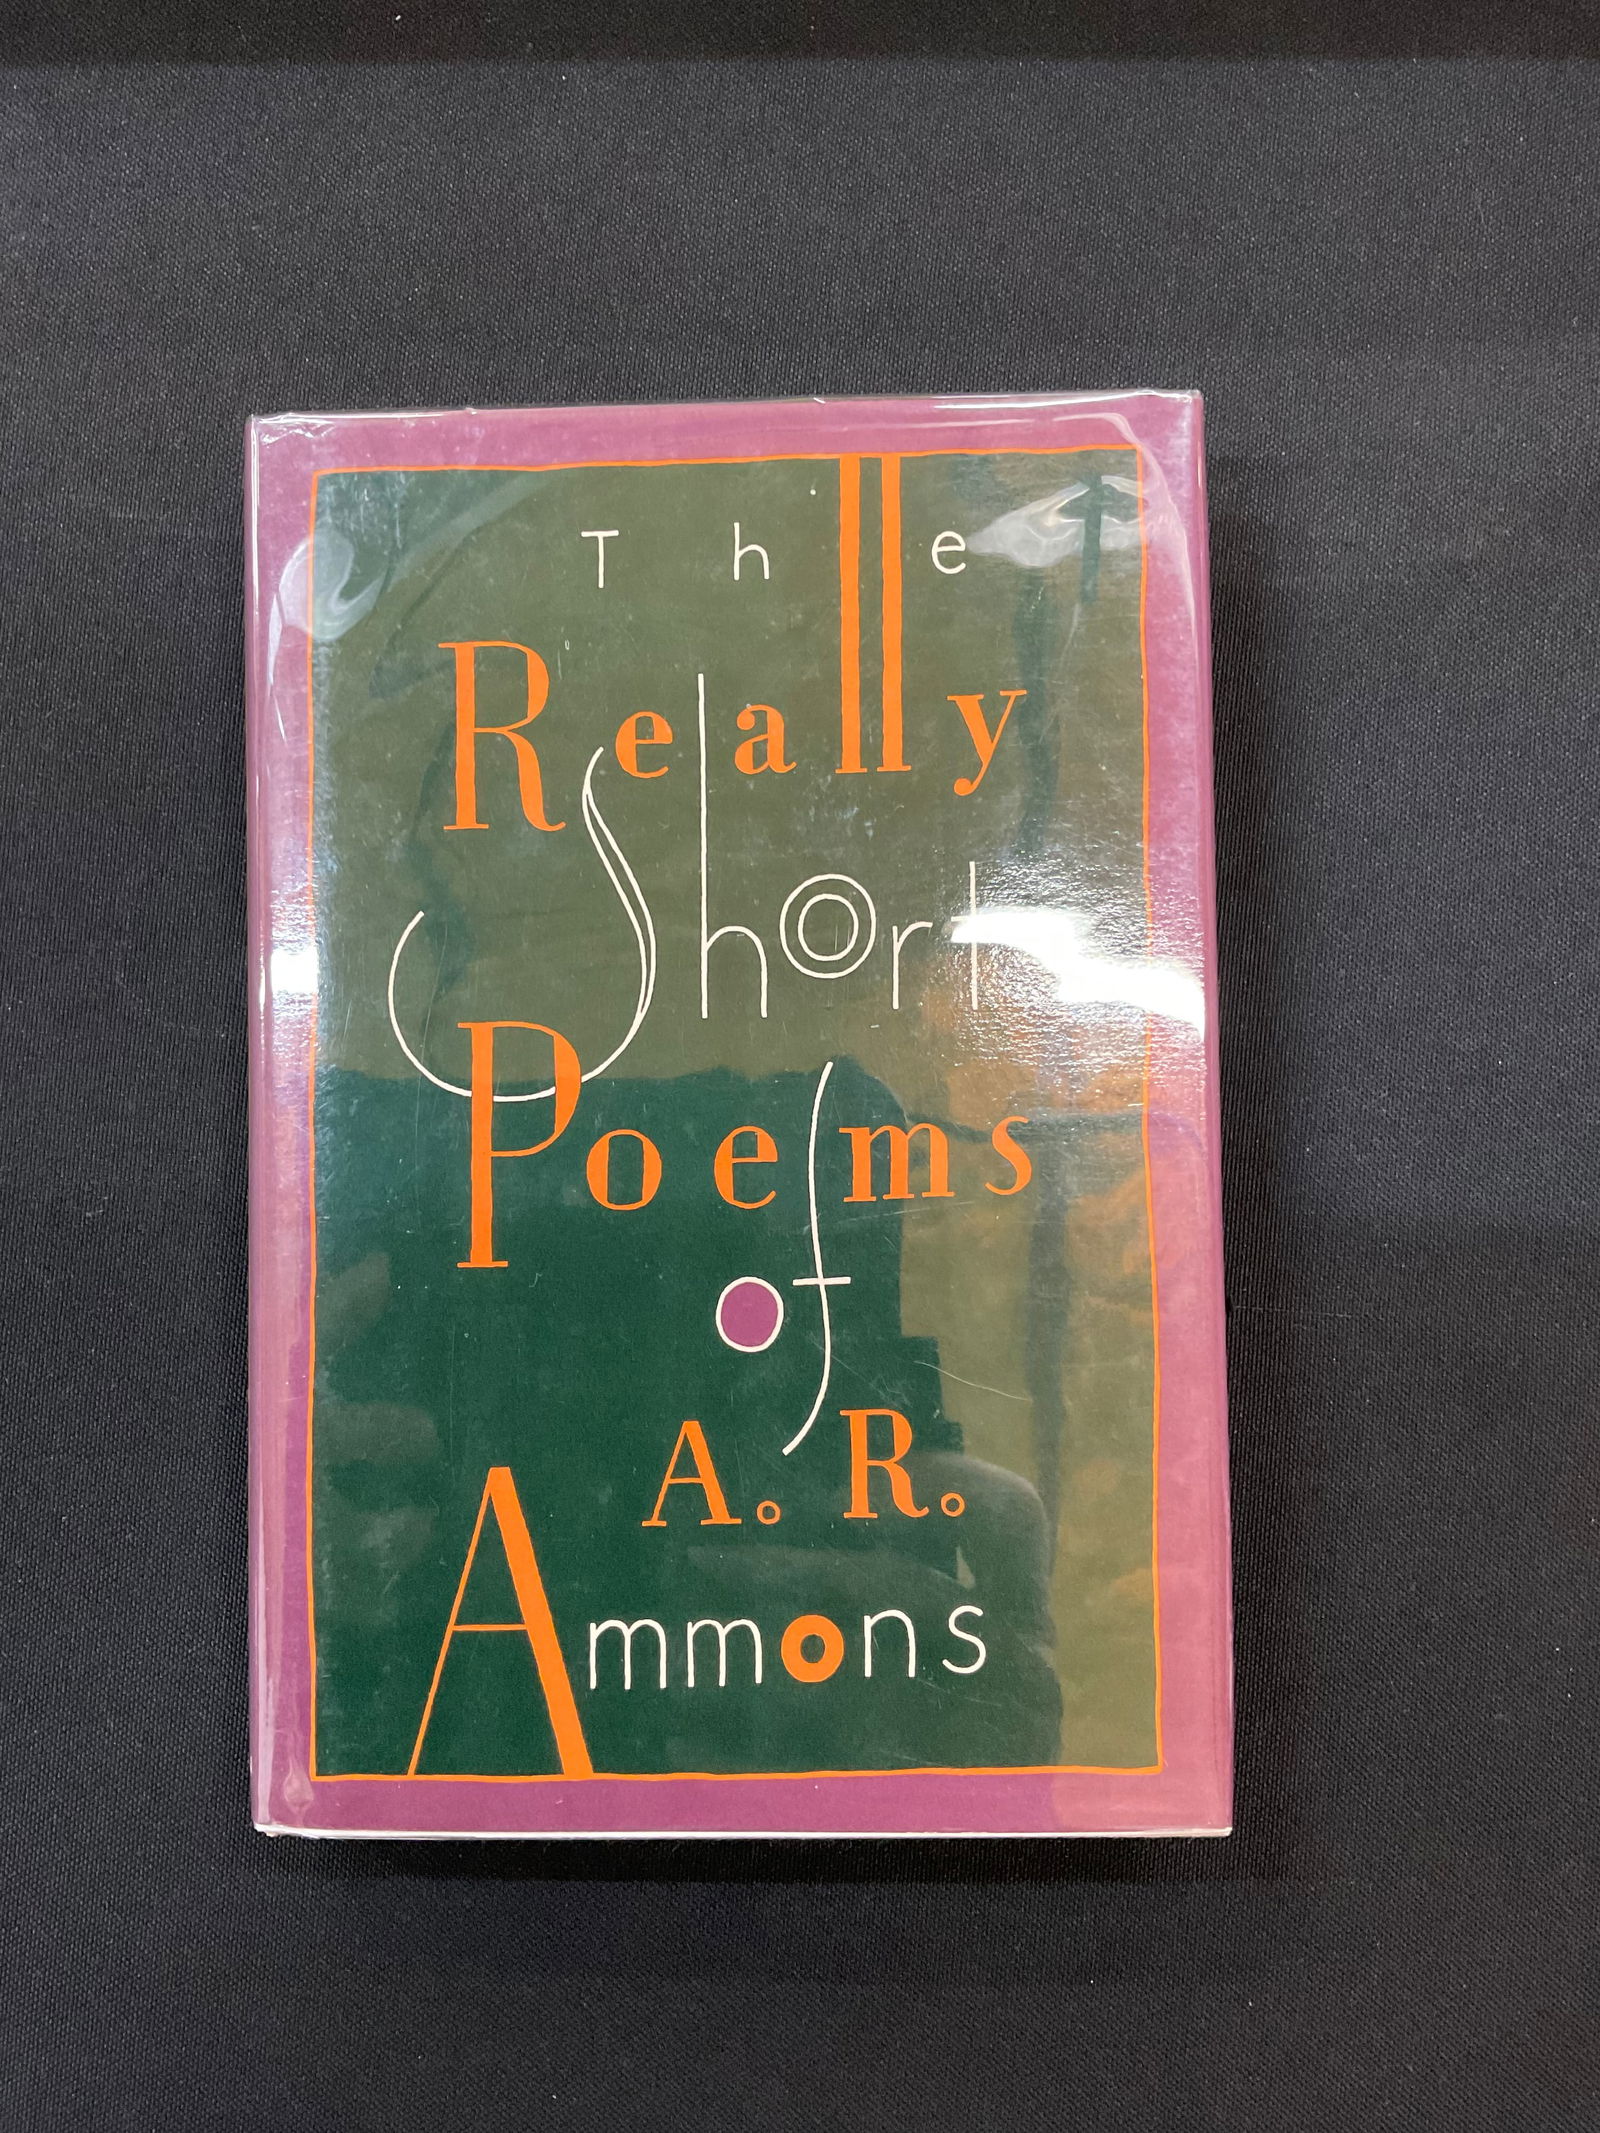 The
Really
Short
Poems
of
A. R.
Ammons